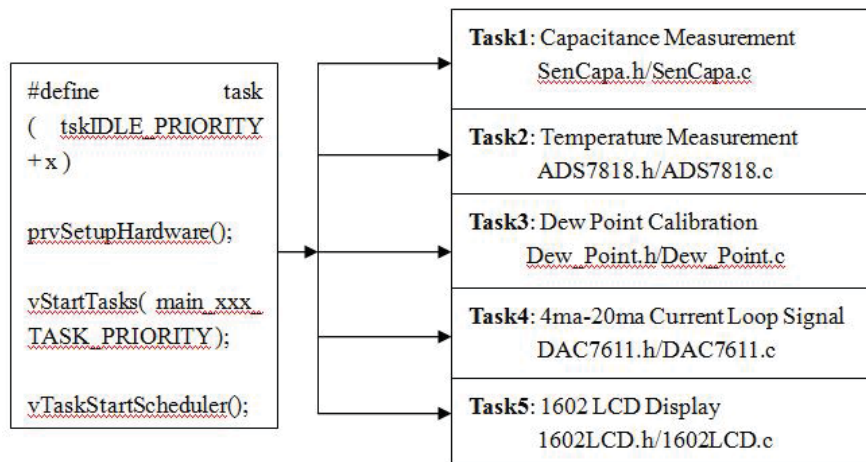 #define task
( tskIDLE_PRIORITY
+ x )
prvSetupHardware();
vStartTasks( main_xxx_
TASK_PRIORITY );
vTaskStartScheduler();
Task1: Capacitance Measurement
SenCapa.h/SenCapa.c
Task2: Temperature Measurement
ADS7818.h/ADS7818.c
Task3: Dew Point Calibration
Dew_Point.h/Dew_Point.c
Task4: 4ma-20ma Current Loop Signal
DAC7611.h/DAC7611.c
Task5: 1602 LCD Display
1602LCD.h/1602LCD.c